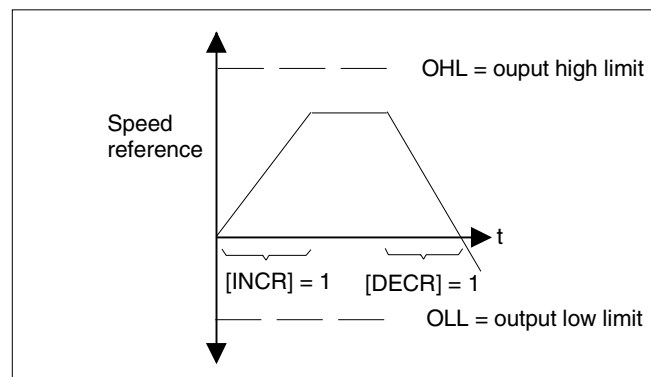 OHL = ouput high limit
Speed
reference
t
[INCR] = 1
[DECR] = 1
OLL = output low limit